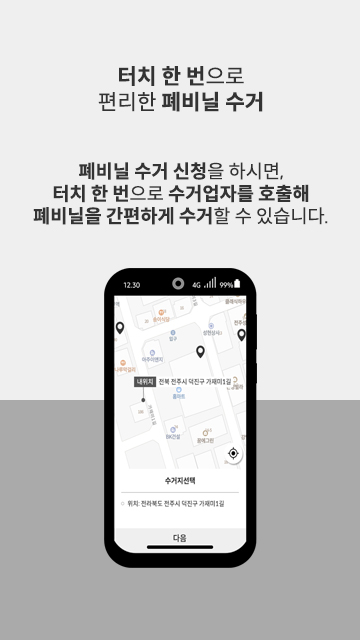 터치 한 번으로
편리한 폐비닐 수거
폐비닐 수거 신청을 하시면,
터치 한 번으로 수거업자를 호출해
폐비닐을 간편하게 수거할 수 있습니다.
12.30 4G 99%
내위치 전북 전주시 덕진구 가재미1길
수거지선택
위치: 전라북도 전주시 덕진구 가재미1길
다음